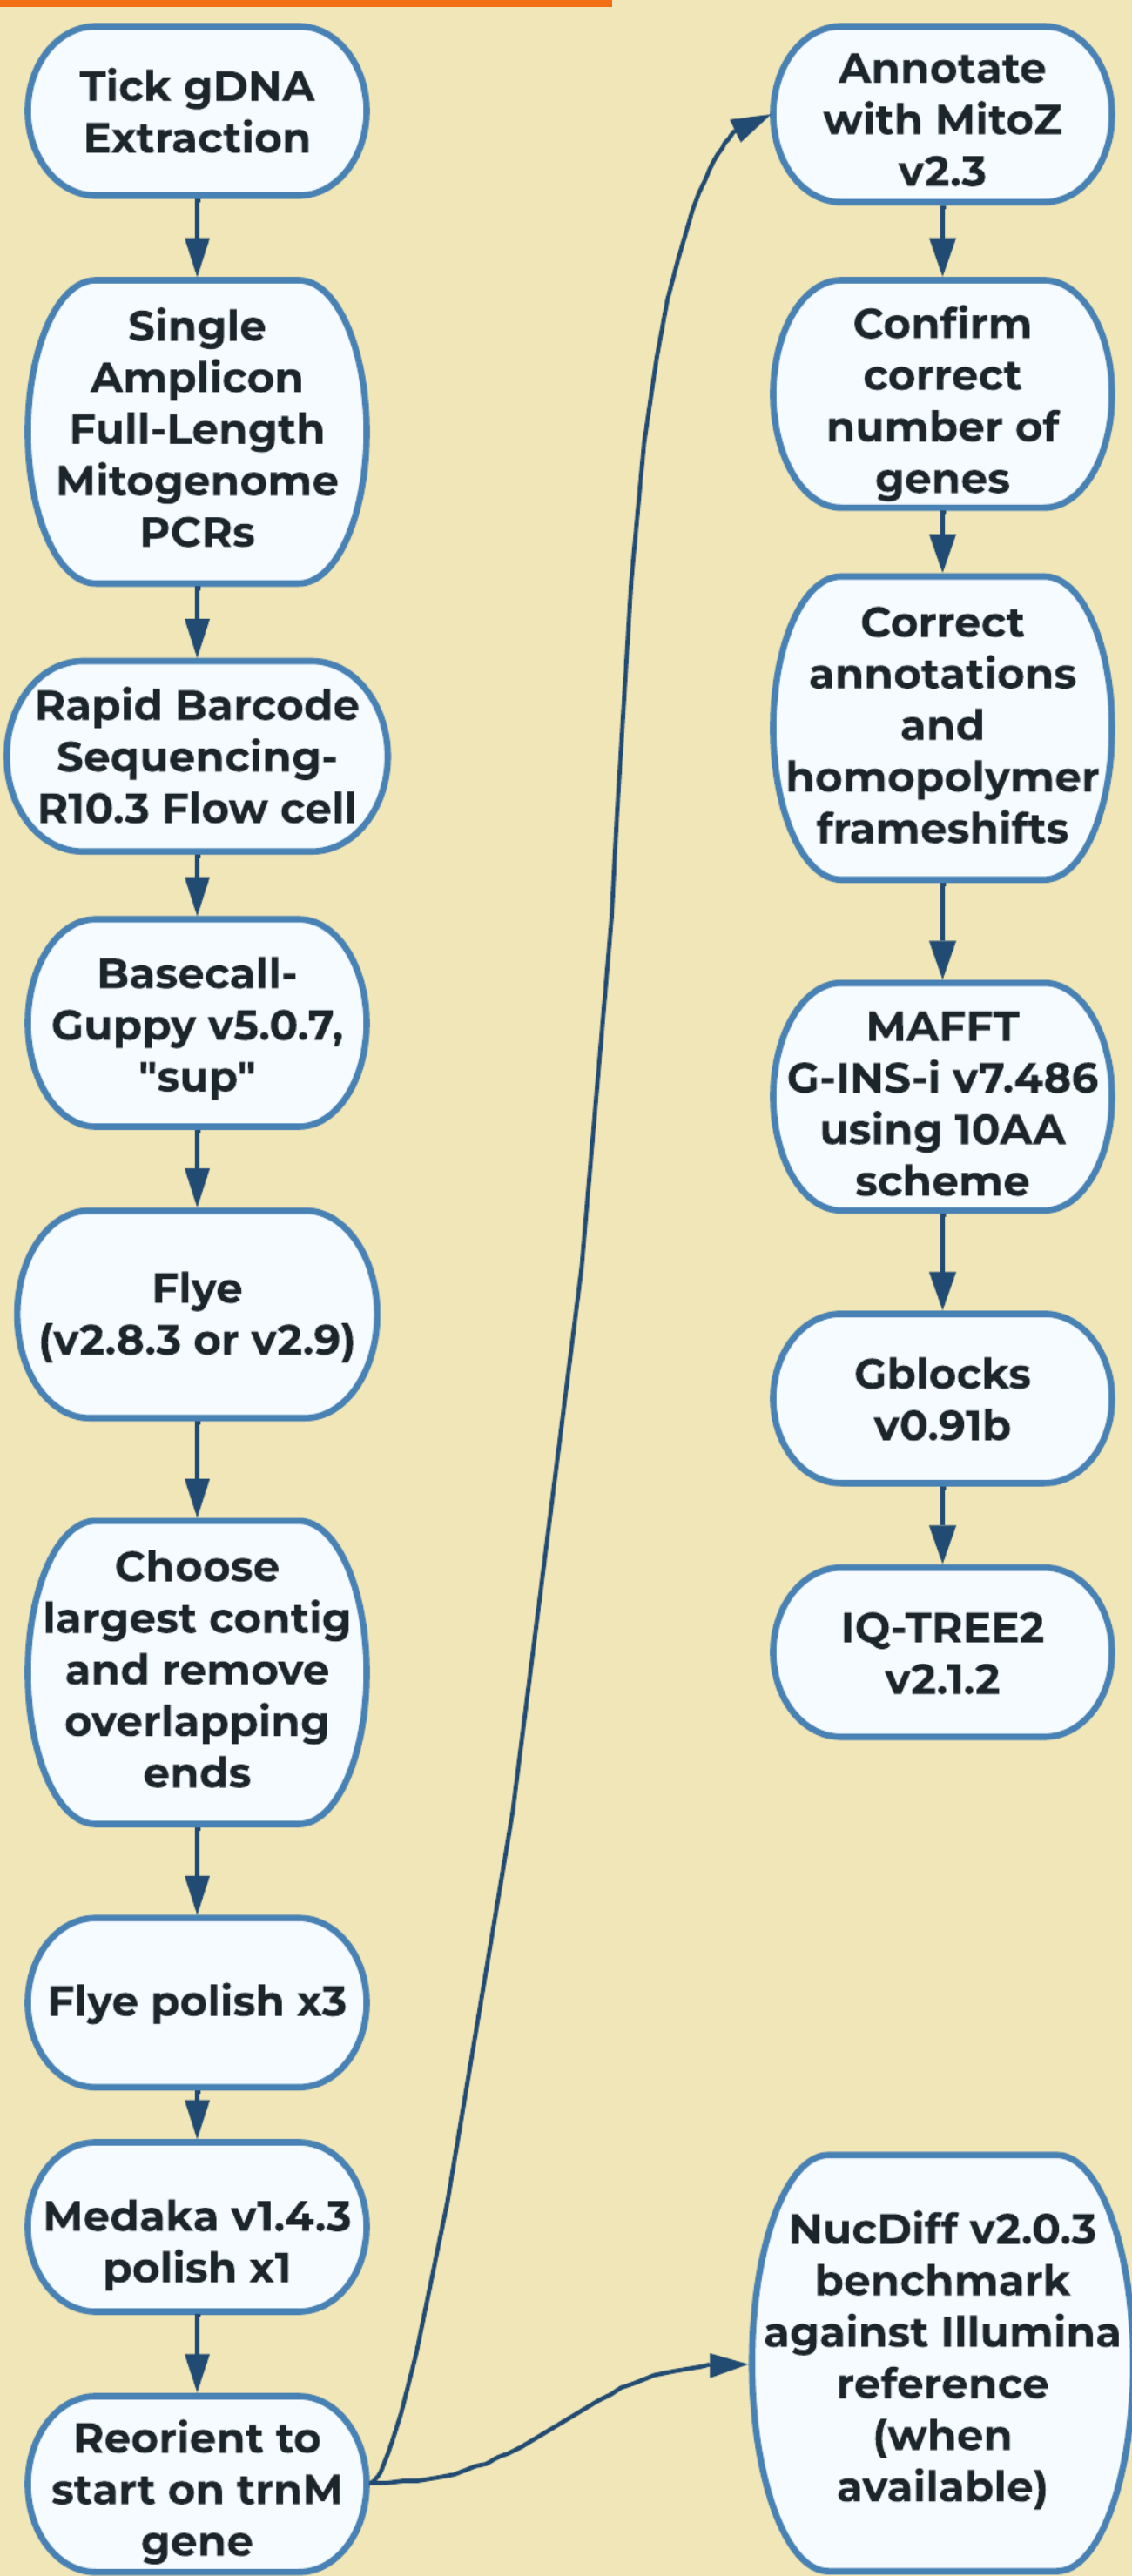 Tick gDNA
Extraction
Single
Amplicon
Full-Length
Mitogenome
PCRs
Rapid Barcode
Sequencing-
R10.3 Flow cell
Basecall-
Guppy v5.0.7,
"sup"
Flye
(v2.8.3 or v2.9)
Choose
largest contig
and remove
overlapping
ends
Flye polish x3
Medaka v1.4.3
polish x1
Reorient to
start on trnM
gene
Annotate
with MitoZ
v2.3
Confirm
correct
number of
genes
Correct
annotations
and
homopolymer
frameshifts
MAFFT
G-INS-i v7.486
using 10AA
scheme
Gblocks
v0.91b
IQ-TREE2
v2.1.2
NucDiff v2.0.3
benchmark
against Illumina
reference
(when
available)